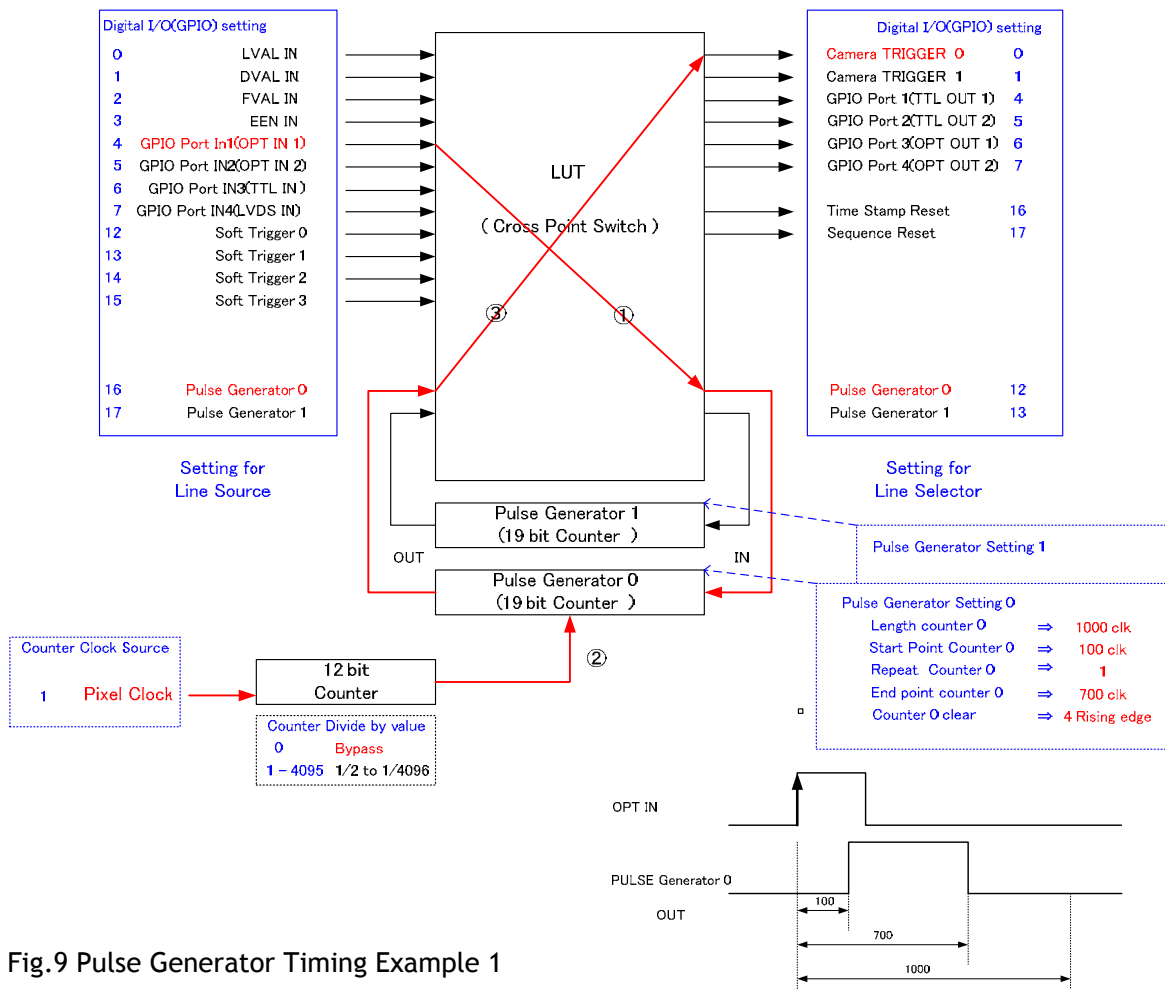 Digital I/O(GPIO) setting
0 LVAL IN
1 DVAL IN
2 FVAL IN
3 EEN IN
4 GPIO Port In1(OPT IN 1)
5 GPIO Port IN2(OPT IN 2)
6 GPIO Port IN3(TTL IN )
7 GPIO Port IN4(LVDS IN)
12 Soft Trigger 0
13 Soft Trigger 1
14 Soft Trigger 2
15 Soft Trigger 3
16 Pulse Generator 0
17 Pulse Generator 1
Setting for
Line Source
LUT
( Cross Point Switch )
③
①
Digital I/O(GPIO) setting
Camera TRIGGER 0 0
Camera TRIGGER 1 1
GPIO Port 1(TTL OUT 1) 4
GPIO Port 2(TTL OUT 2) 5
GPIO Port 3(OPT OUT 1) 6
GPIO Port 4(OPT OUT 2) 7
Time Stamp Reset 16
Sequence Reset 17
Pulse Generator 0 12
Pulse Generator 1 13
Setting for
Line Selector
Pulse Generator 1
(19 bit Counter )
OUT
IN
Pulse Generator 0
(19 bit Counter )
②
Pulse Generator Setting 1
Pulse Generator Setting 0
Length counter 0 ⇒ 1000 clk
Start Point Counter 0 ⇒ 100 clk
Repeat Counter 0 ⇒ 1
End point counter 0 ⇒ 700 clk
Counter 0 clear ⇒ 4 Rising edge
Counter Clock Source
1 Pixel Clock
12 bit
Counter
Counter Divide by value
0 Bypass
1 - 4095 1/2 to 1/4096
OPT IN
PULSE Generator 0
OUT
100
700
1000
Fig.9 Pulse Generator Timing Example 1